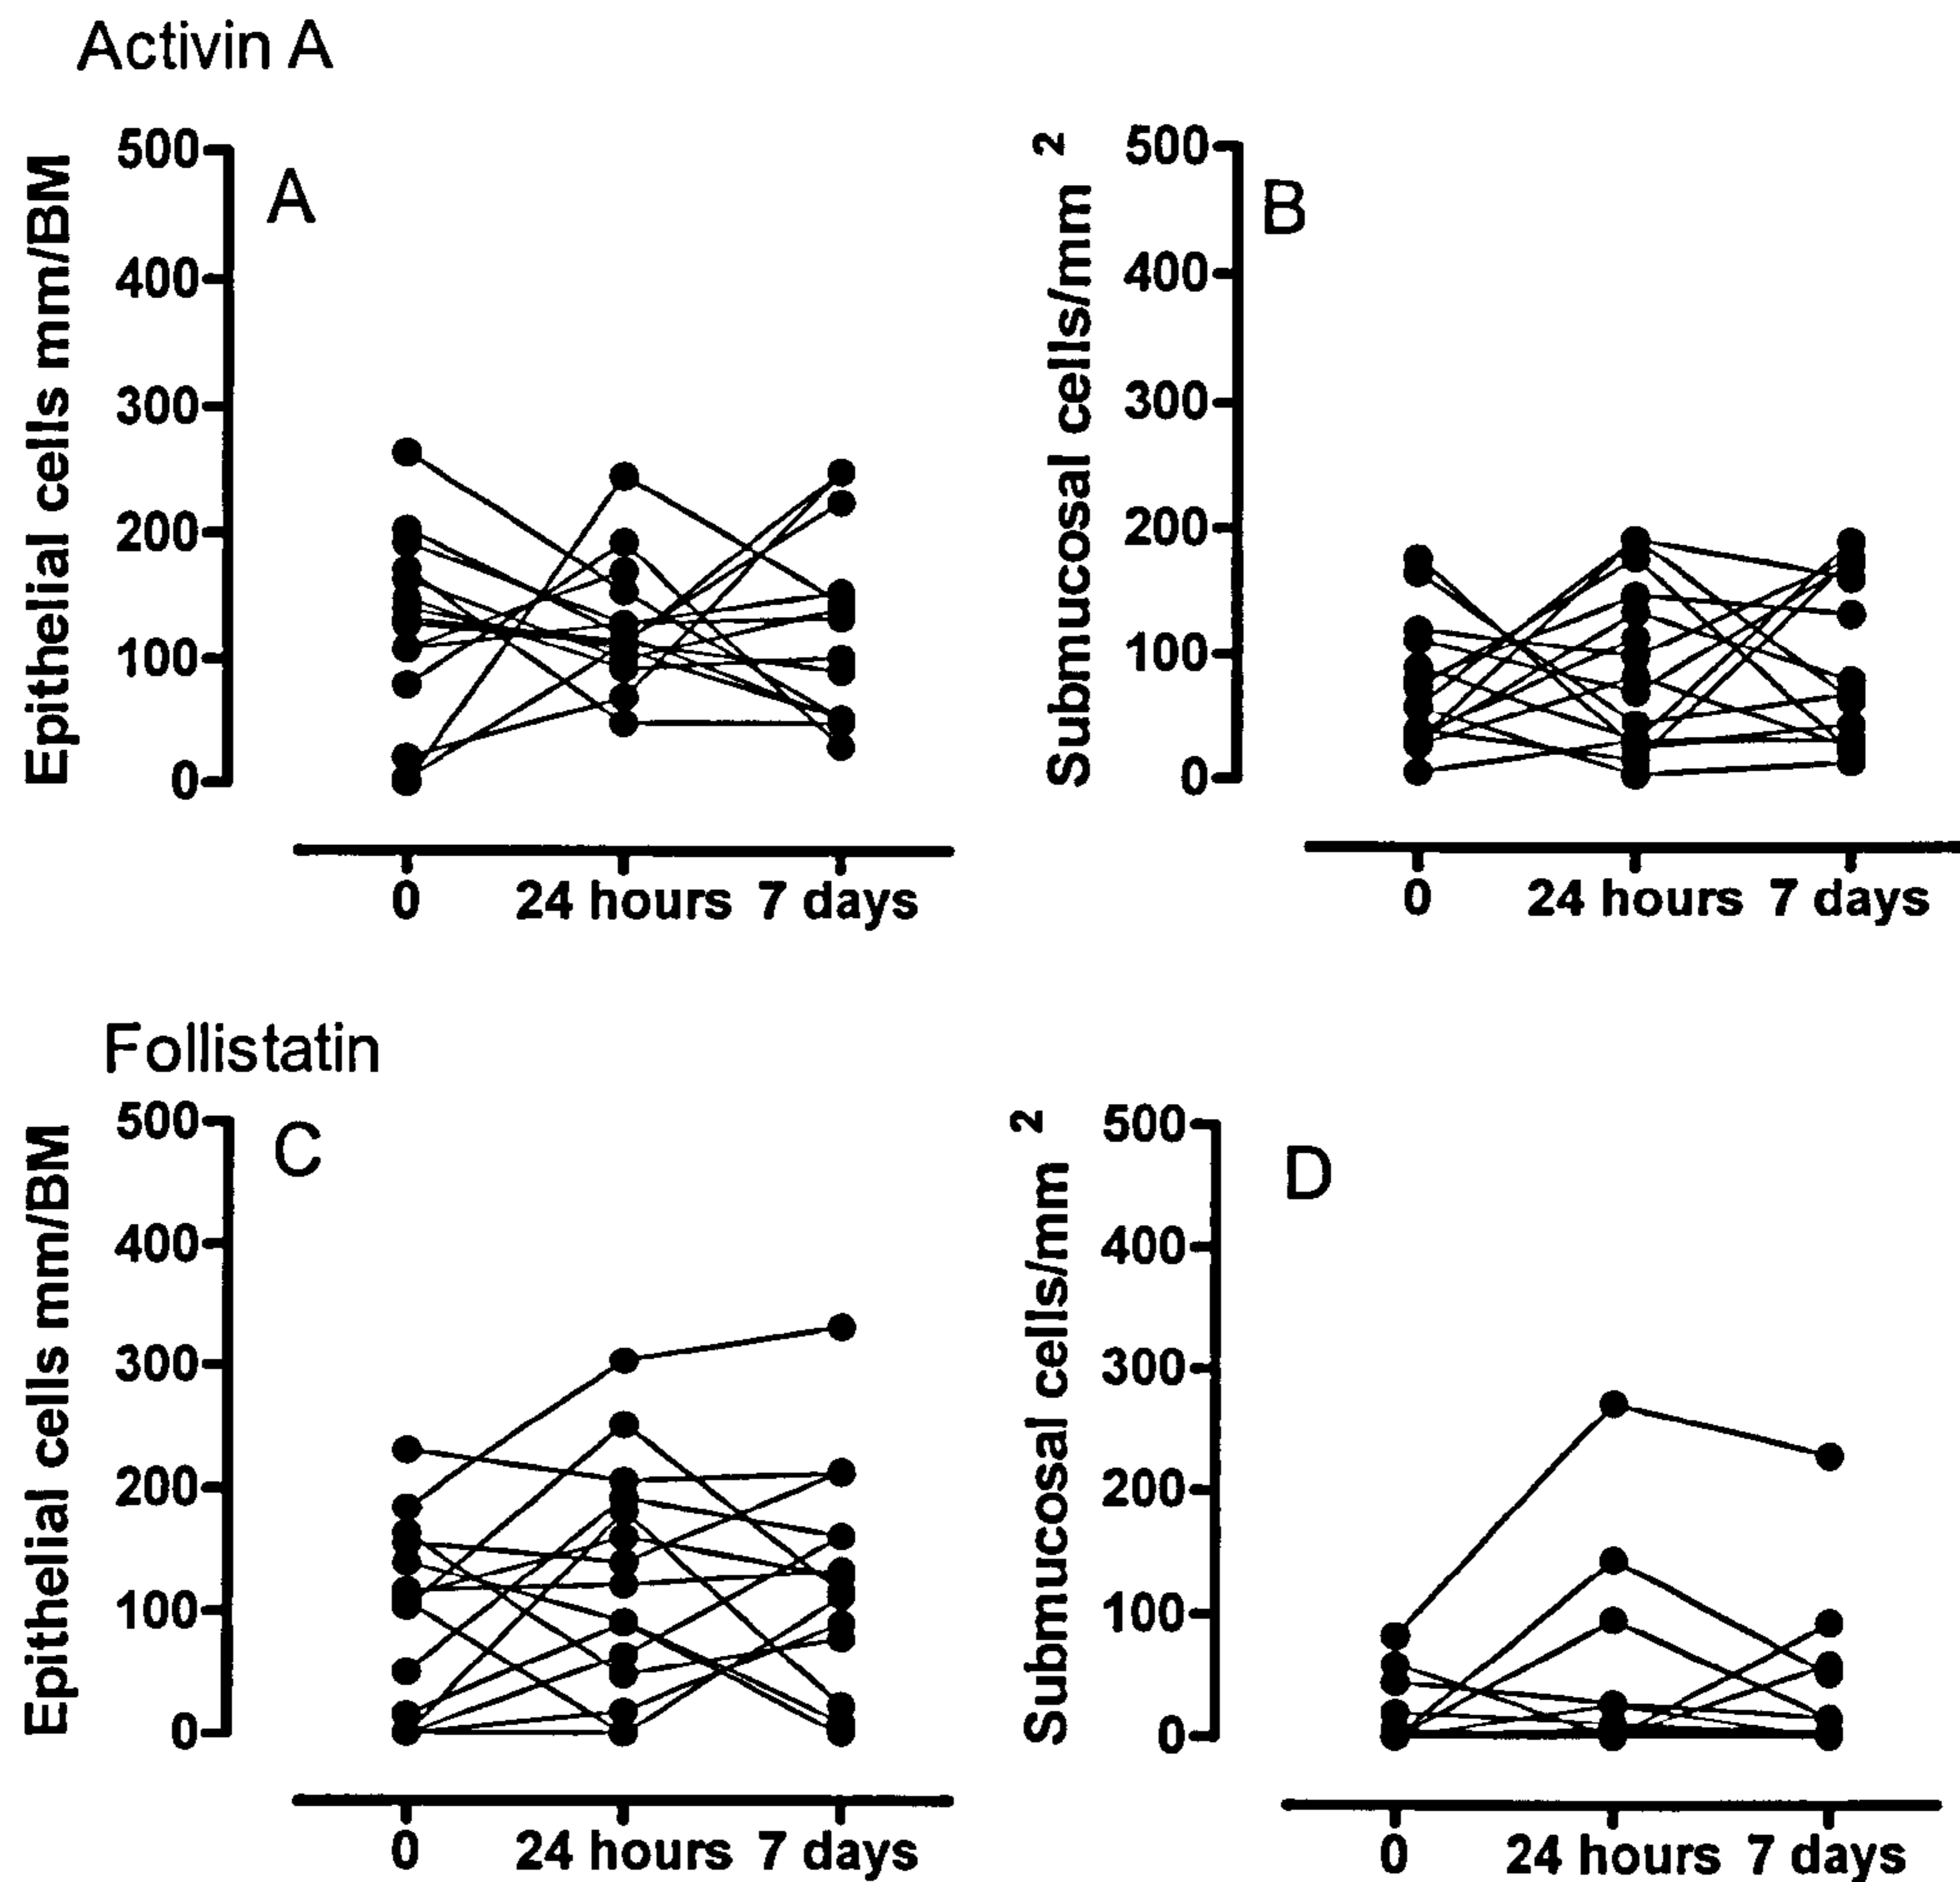 Activin A
Epithelial cells mm/BM
500
400
300
200
100
0
A
0 24 hours 7 days
Submucosal cells/mm 2
500
400
300
200
100
0
B
0 24 hours 7 days
Follistatin
Epithelial cells mm/BM
500
400
300
200
100
0
C
0 24 hours 7 days
Submucosal cells/mm 2
500
400
300
200
100
0
D
0 24 hours 7 days